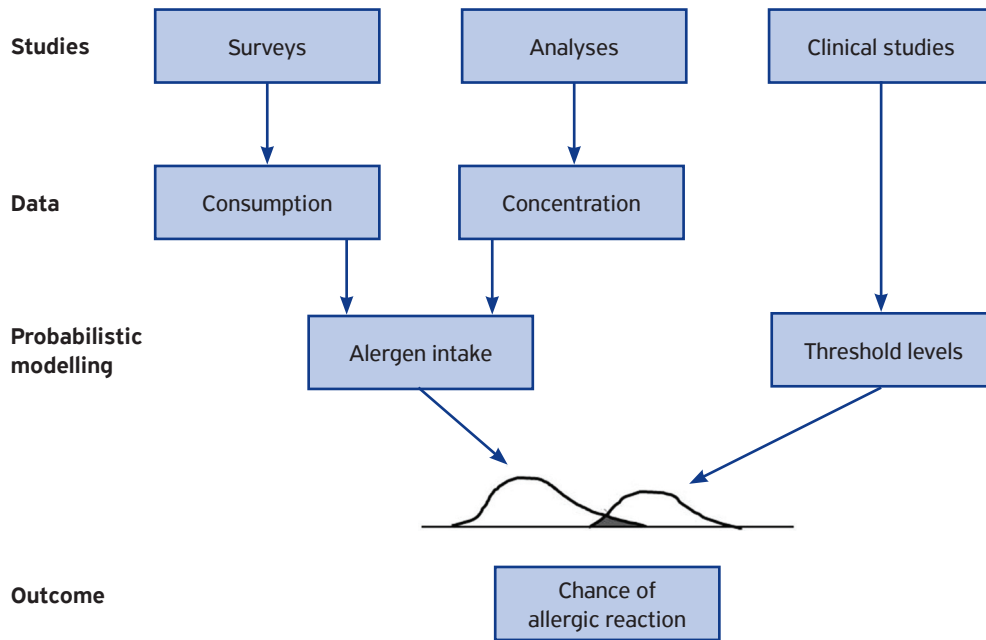 Studies
Surveys
Analyses
Clinical studies
Data
Consumption
Concentration
Probabilistic
modelling
Alergen intake
Threshold levels
Outcome
Chance of
allergic reaction